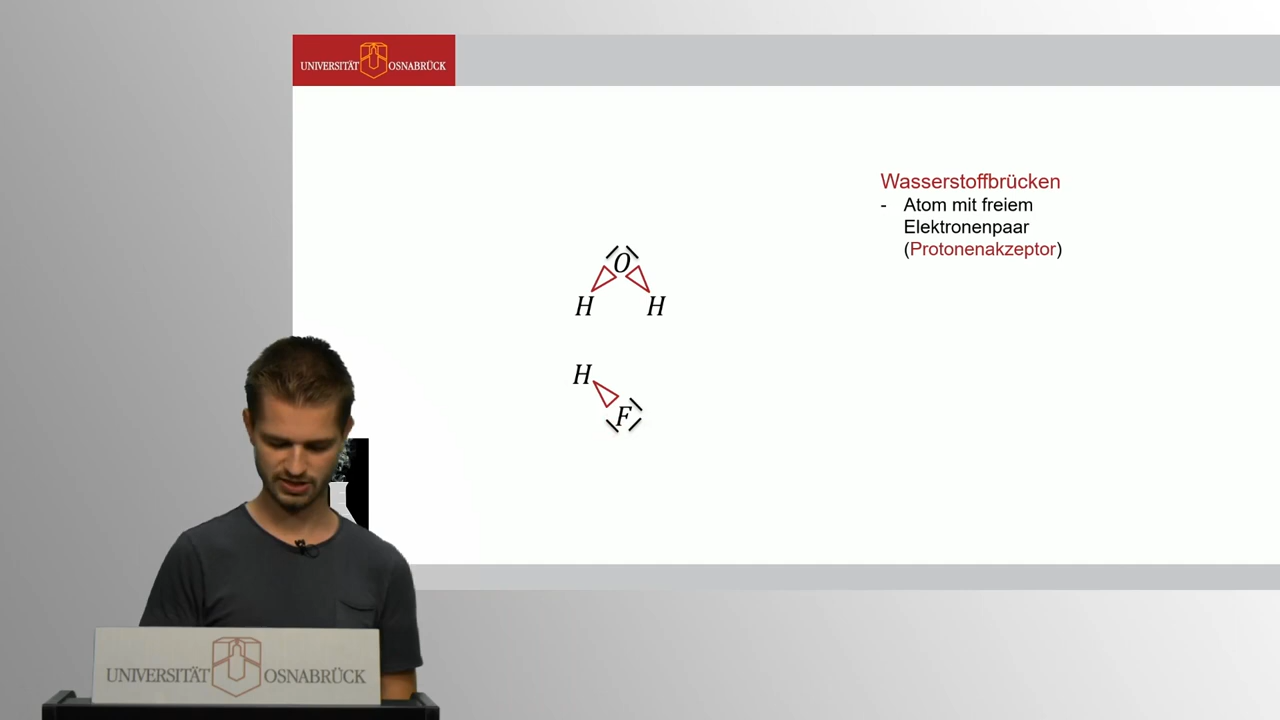 UNIVERSITÄT OSNABRÜCK
Wasserstoffbrücken
- Atom mit freiem
Elektronenpaar
(Protonenakzeptor)
O
H H
H
F
UNIVERSITÄT OSNABRÜCK